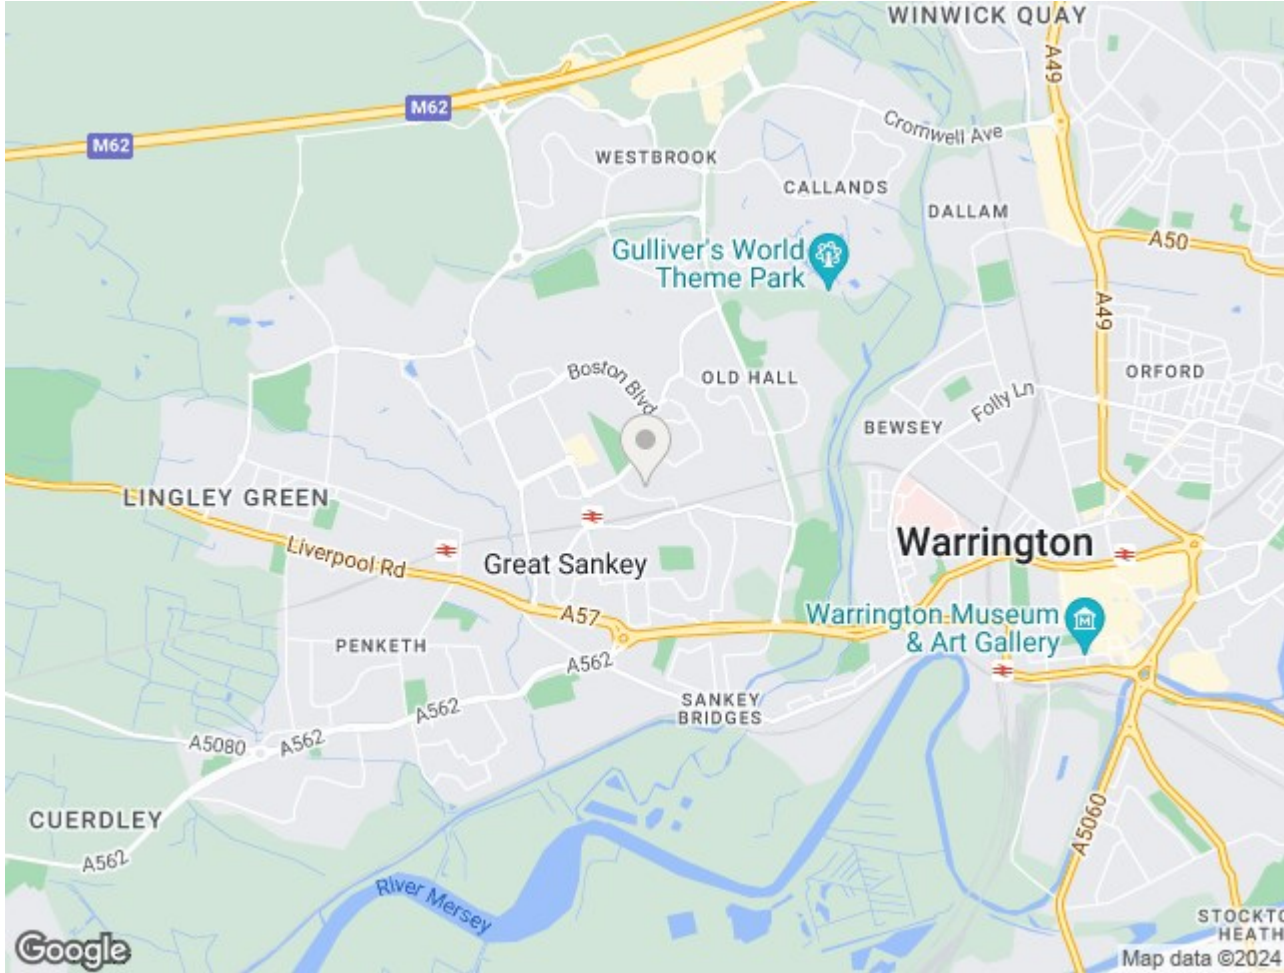 WINWICK QUAY
A49
M62
M62
Cromwell Ave
WESTBROOK
CALLANDS
DALLAM
A50
Gulliver's World
Theme Park
A49
Boston Blvd
OLD HALL
ORFORD
Folly Ln
BEWSEY
LINGLEY GREEN
Warrington
Liverpool Rd
Great Sankey
A57
Warrington Museum
& Art Gallery
PENKETH
A562
SANKEY
BRIDGES
A562
A5080
A562
CUERDLEY
A562
A5060
River Mersey
STOCKTO
HEATH
Google
Map data ©2024